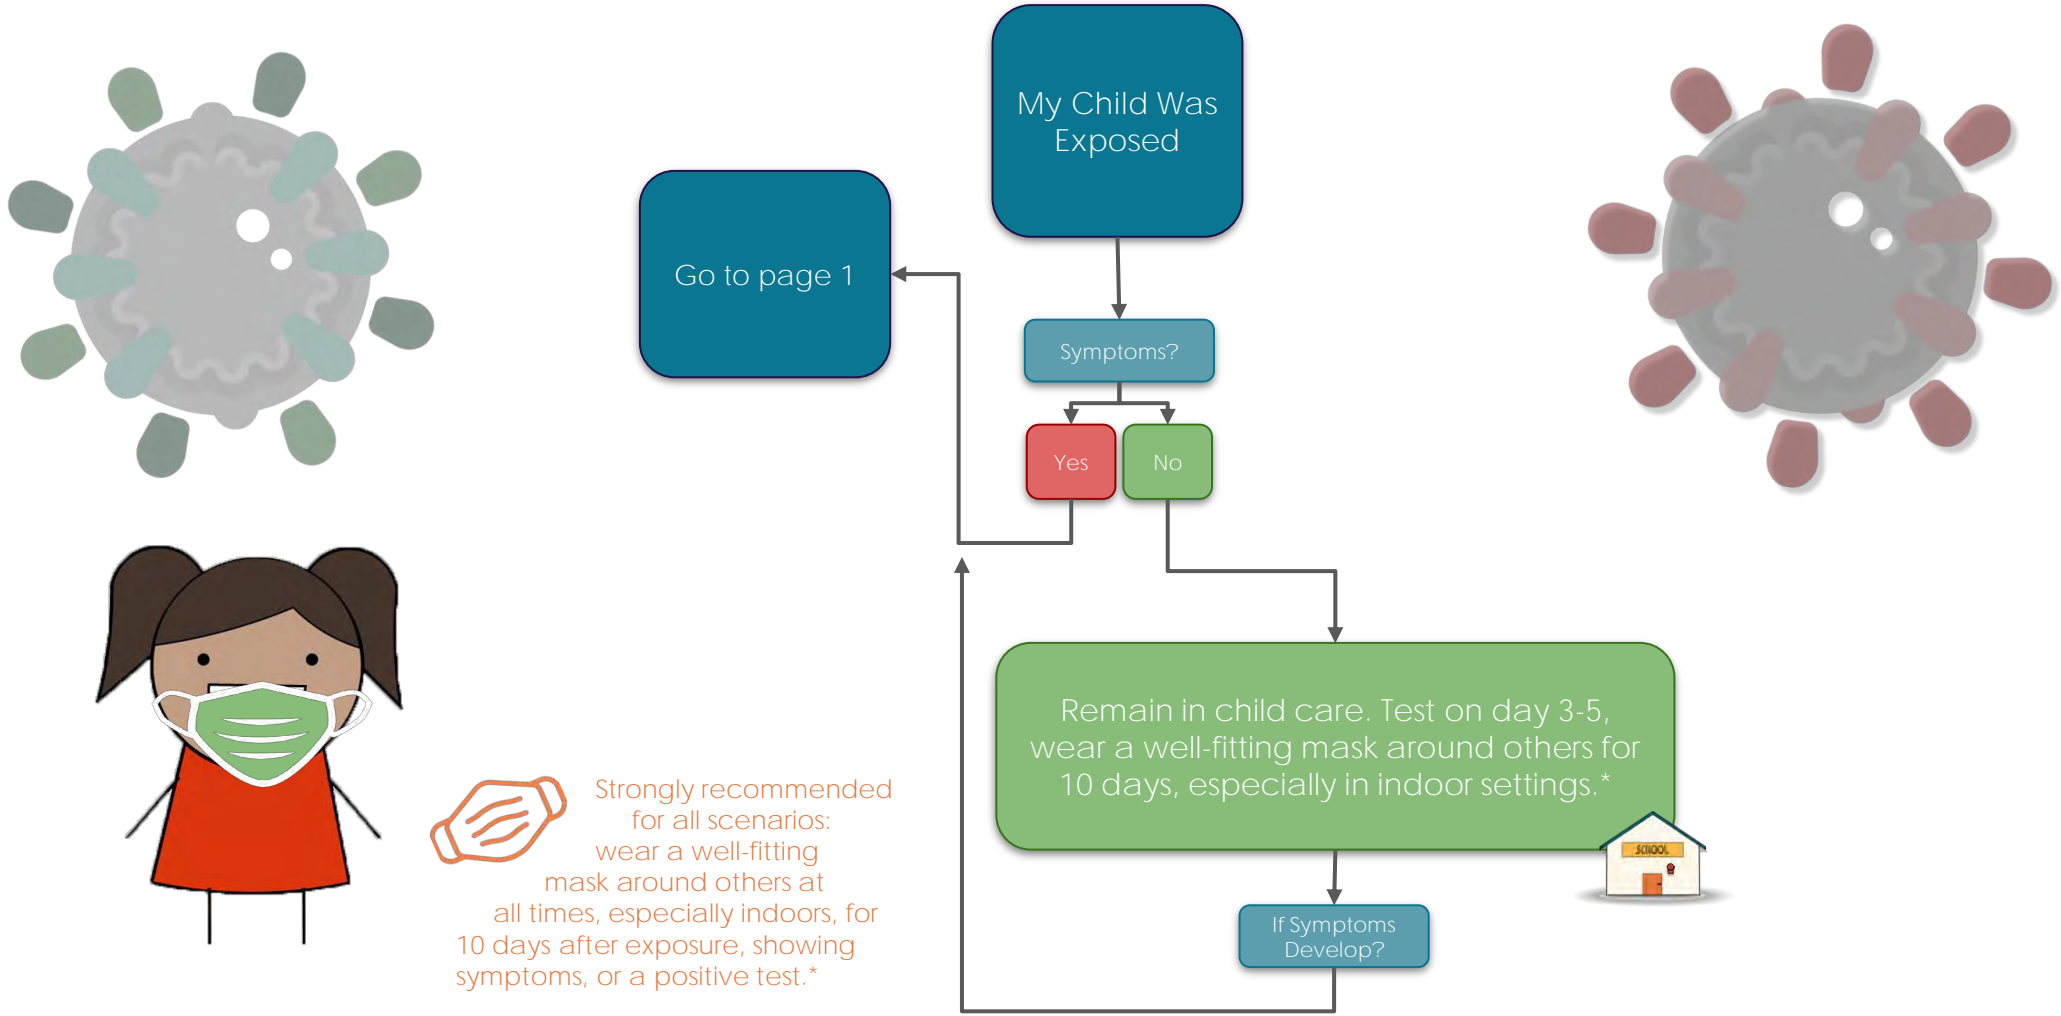 My Child Was
Exposed
Go to page 1
Symptoms?
Yes
No
Remain in child care. Test on day 3-5,
wear a well-fitting mask around others for
10 days, especially in indoor settings.*
SCHOOL
If Symptoms
Develop?
Strongly recommended
for all scenarios:
wear a well-fitting
mask around others at
all times, especially indoors, for
10 days after exposure, showing
symptoms, or a positive test.*